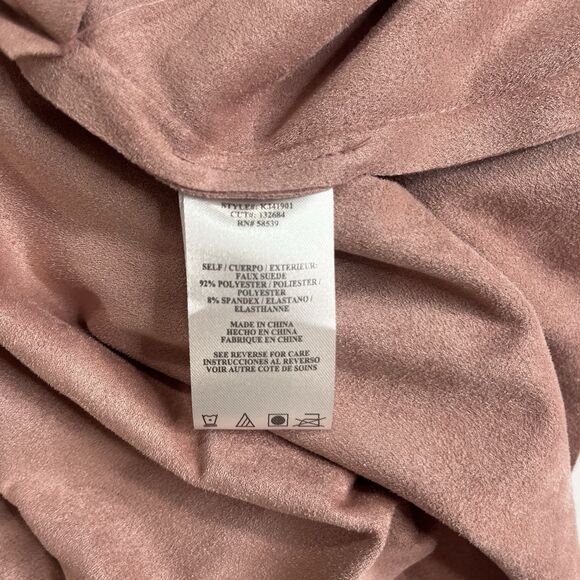 STYLE#: KJ41901
CUT#: 132684
RN# 58539
SELF / CUERPO / EXTERIEUR:
FAUX SUEDE
92% POLYESTER / POLIESTER /
POLYESTER
8% SPANDEX / ELASTANO /
ELASTHANNE
MADE IN CHINA
HECHO EN CHINA
FABRIQUE EN CHINE
SEE REVERSE FOR CARE
INSTRUCCIONES AL REVERSO
VOIR AUTRE COTE DE SOINS